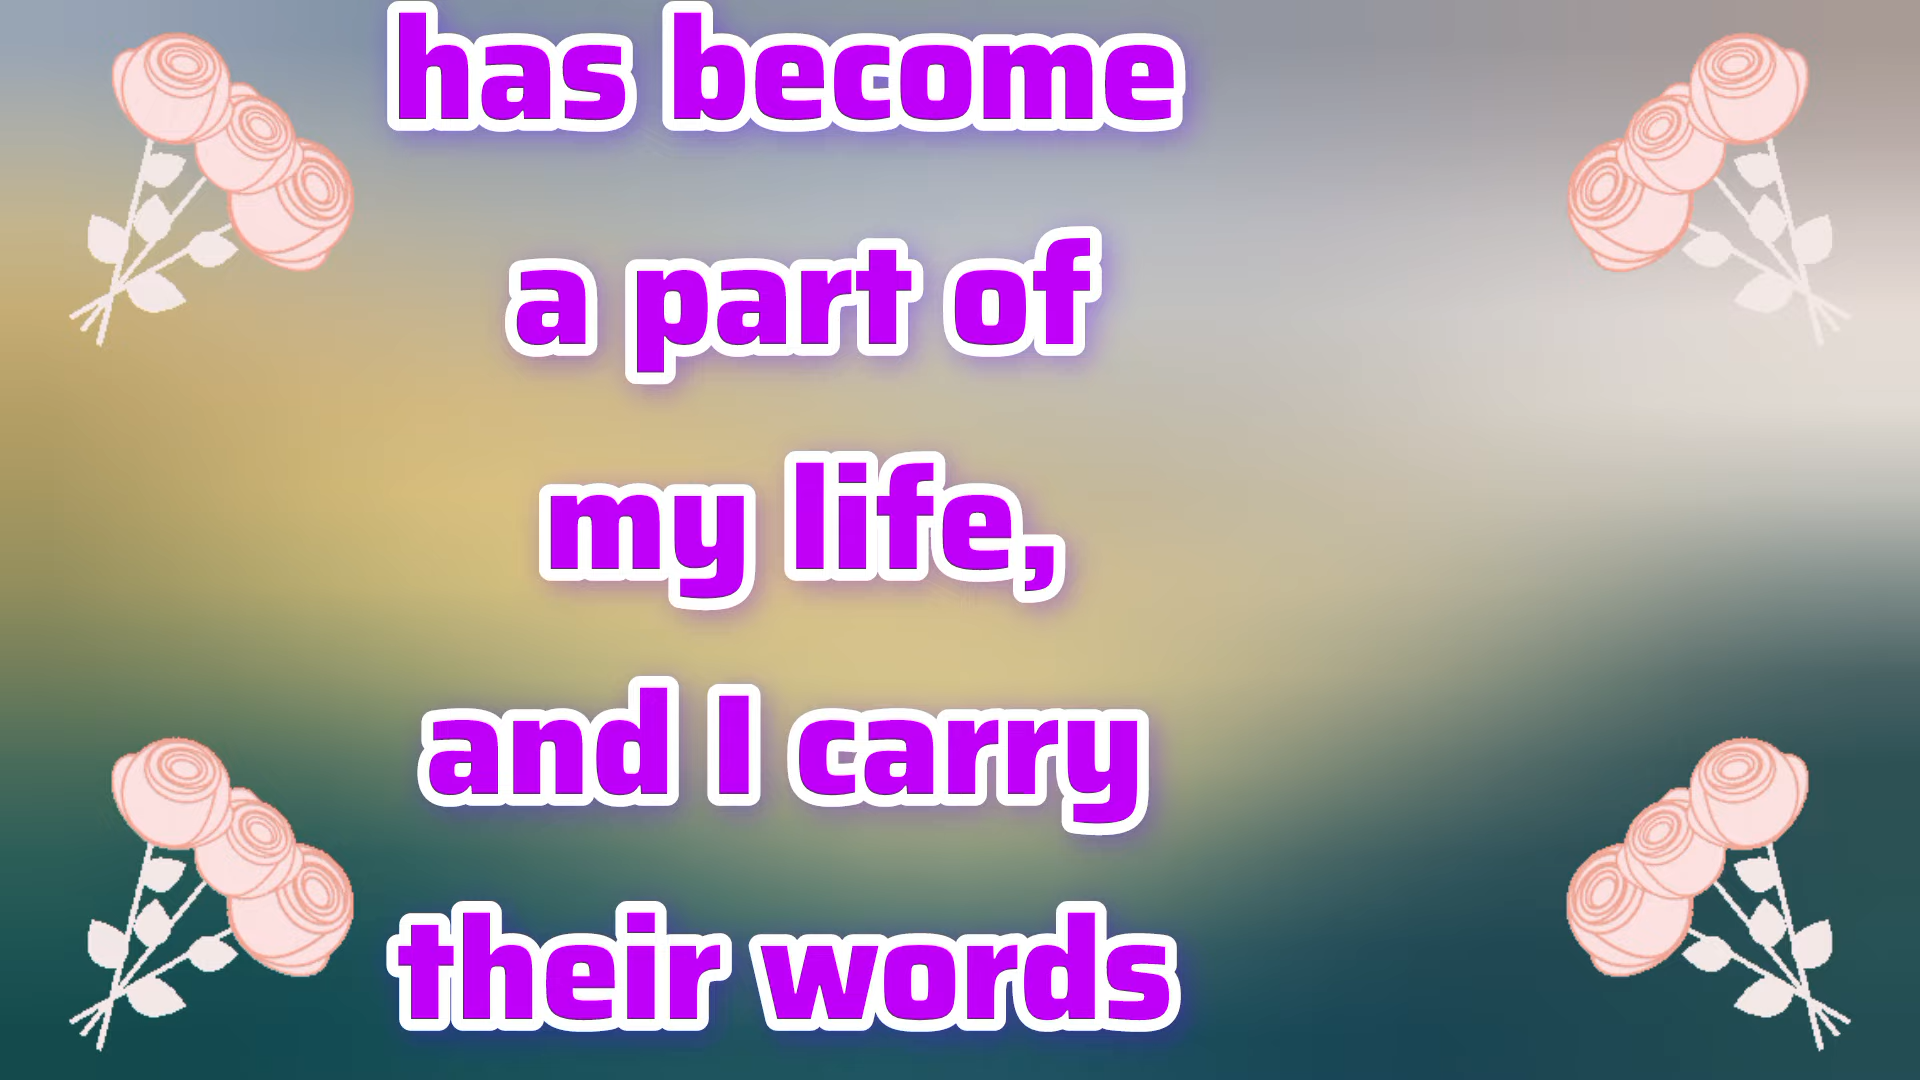 has become
a part of
my life,
and I carry
their words